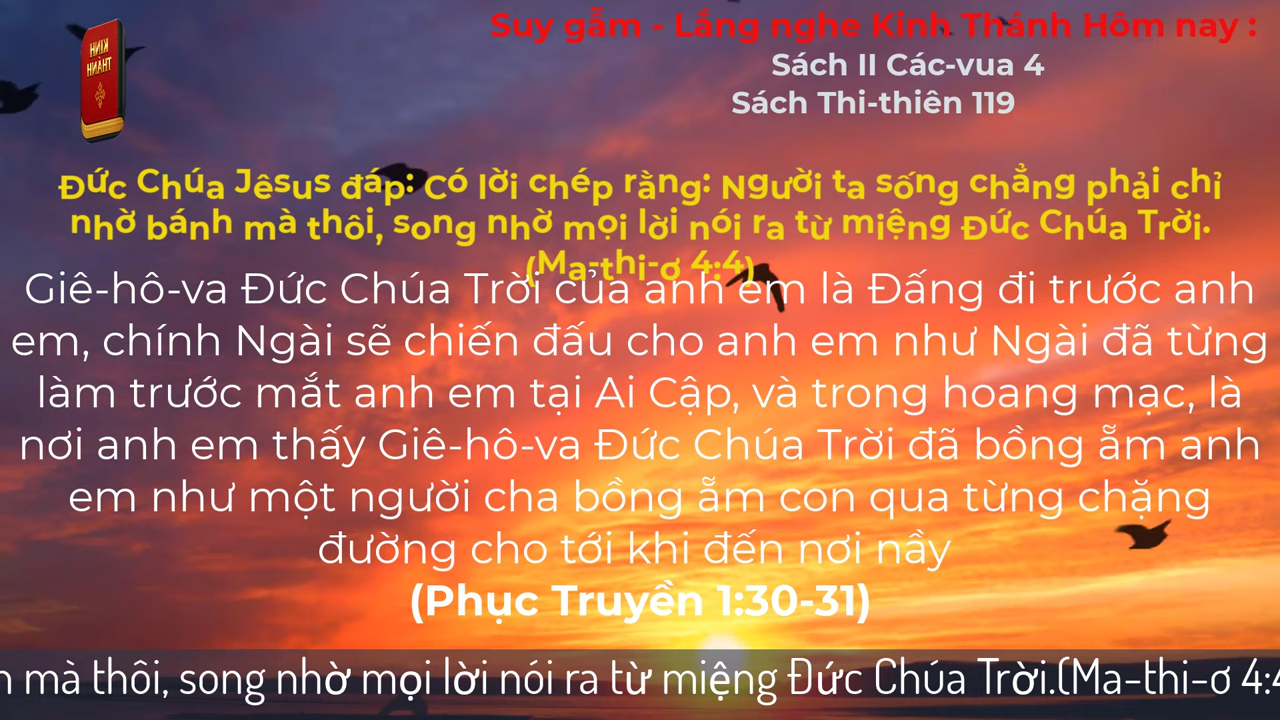 Suy gẫm - Lắng nghe Kinh Thánh Hôm nay :
Sách II Các-vua 4
Sách Thi-thiên 119
KINH
THÁNH
Đức Chúa Jêsus đáp: Có lời chép rằng: Người ta sống chẳng phải chỉ
nhờ bánh mà thôi, song nhờ mọi lời nói ra từ miệng Đức Chúa Trời.
(Ma-thi-ơ 4:4)
Giê-hô-va Đức Chúa Trời của anh em là Đấng đi trước anh
em, chính Ngài sẽ chiến đấu cho anh em như Ngài đã từng
làm trước mắt anh em tại Ai Cập, và trong hoang mạc, là
nơi anh em thấy Giê-hô-va Đức Chúa Trời đã bồng ẵm anh
em như một người cha bồng ẵm con qua từng chặng
đường cho tới khi đến nơi nầy
(Phục Truyền 1:30-31)
mà thôi, song nhờ mọi lời nói ra từ miệng Đức Chúa Trời.(Ma-thi-ơ 4:4